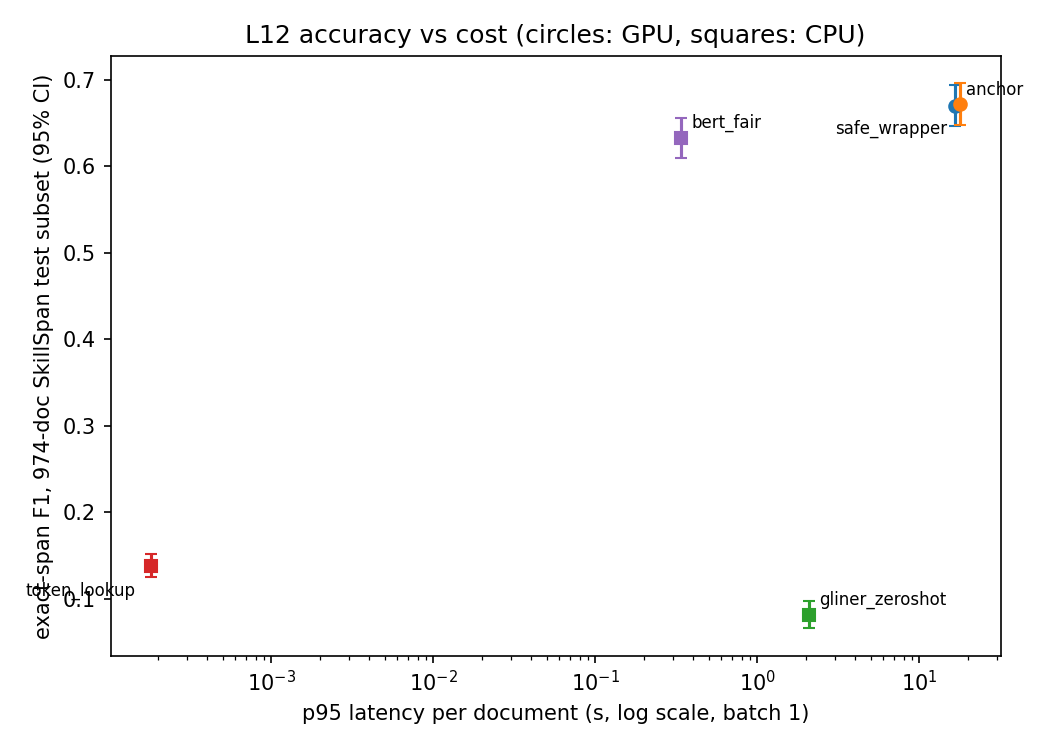 L12 accuracy vs cost (circles: GPU, squares: CPU)
exact-span F1, 974-doc SkillSpan test subset (95% CI)
0.7
0.6
0.5
0.4
0.3
0.2
0.1
anchor
safe_wrapper
bert_fair
token_lookup
gliner_zeroshot
10⁻³
10⁻²
10⁻¹
10⁰
10¹
p95 latency per document (s, log scale, batch 1)